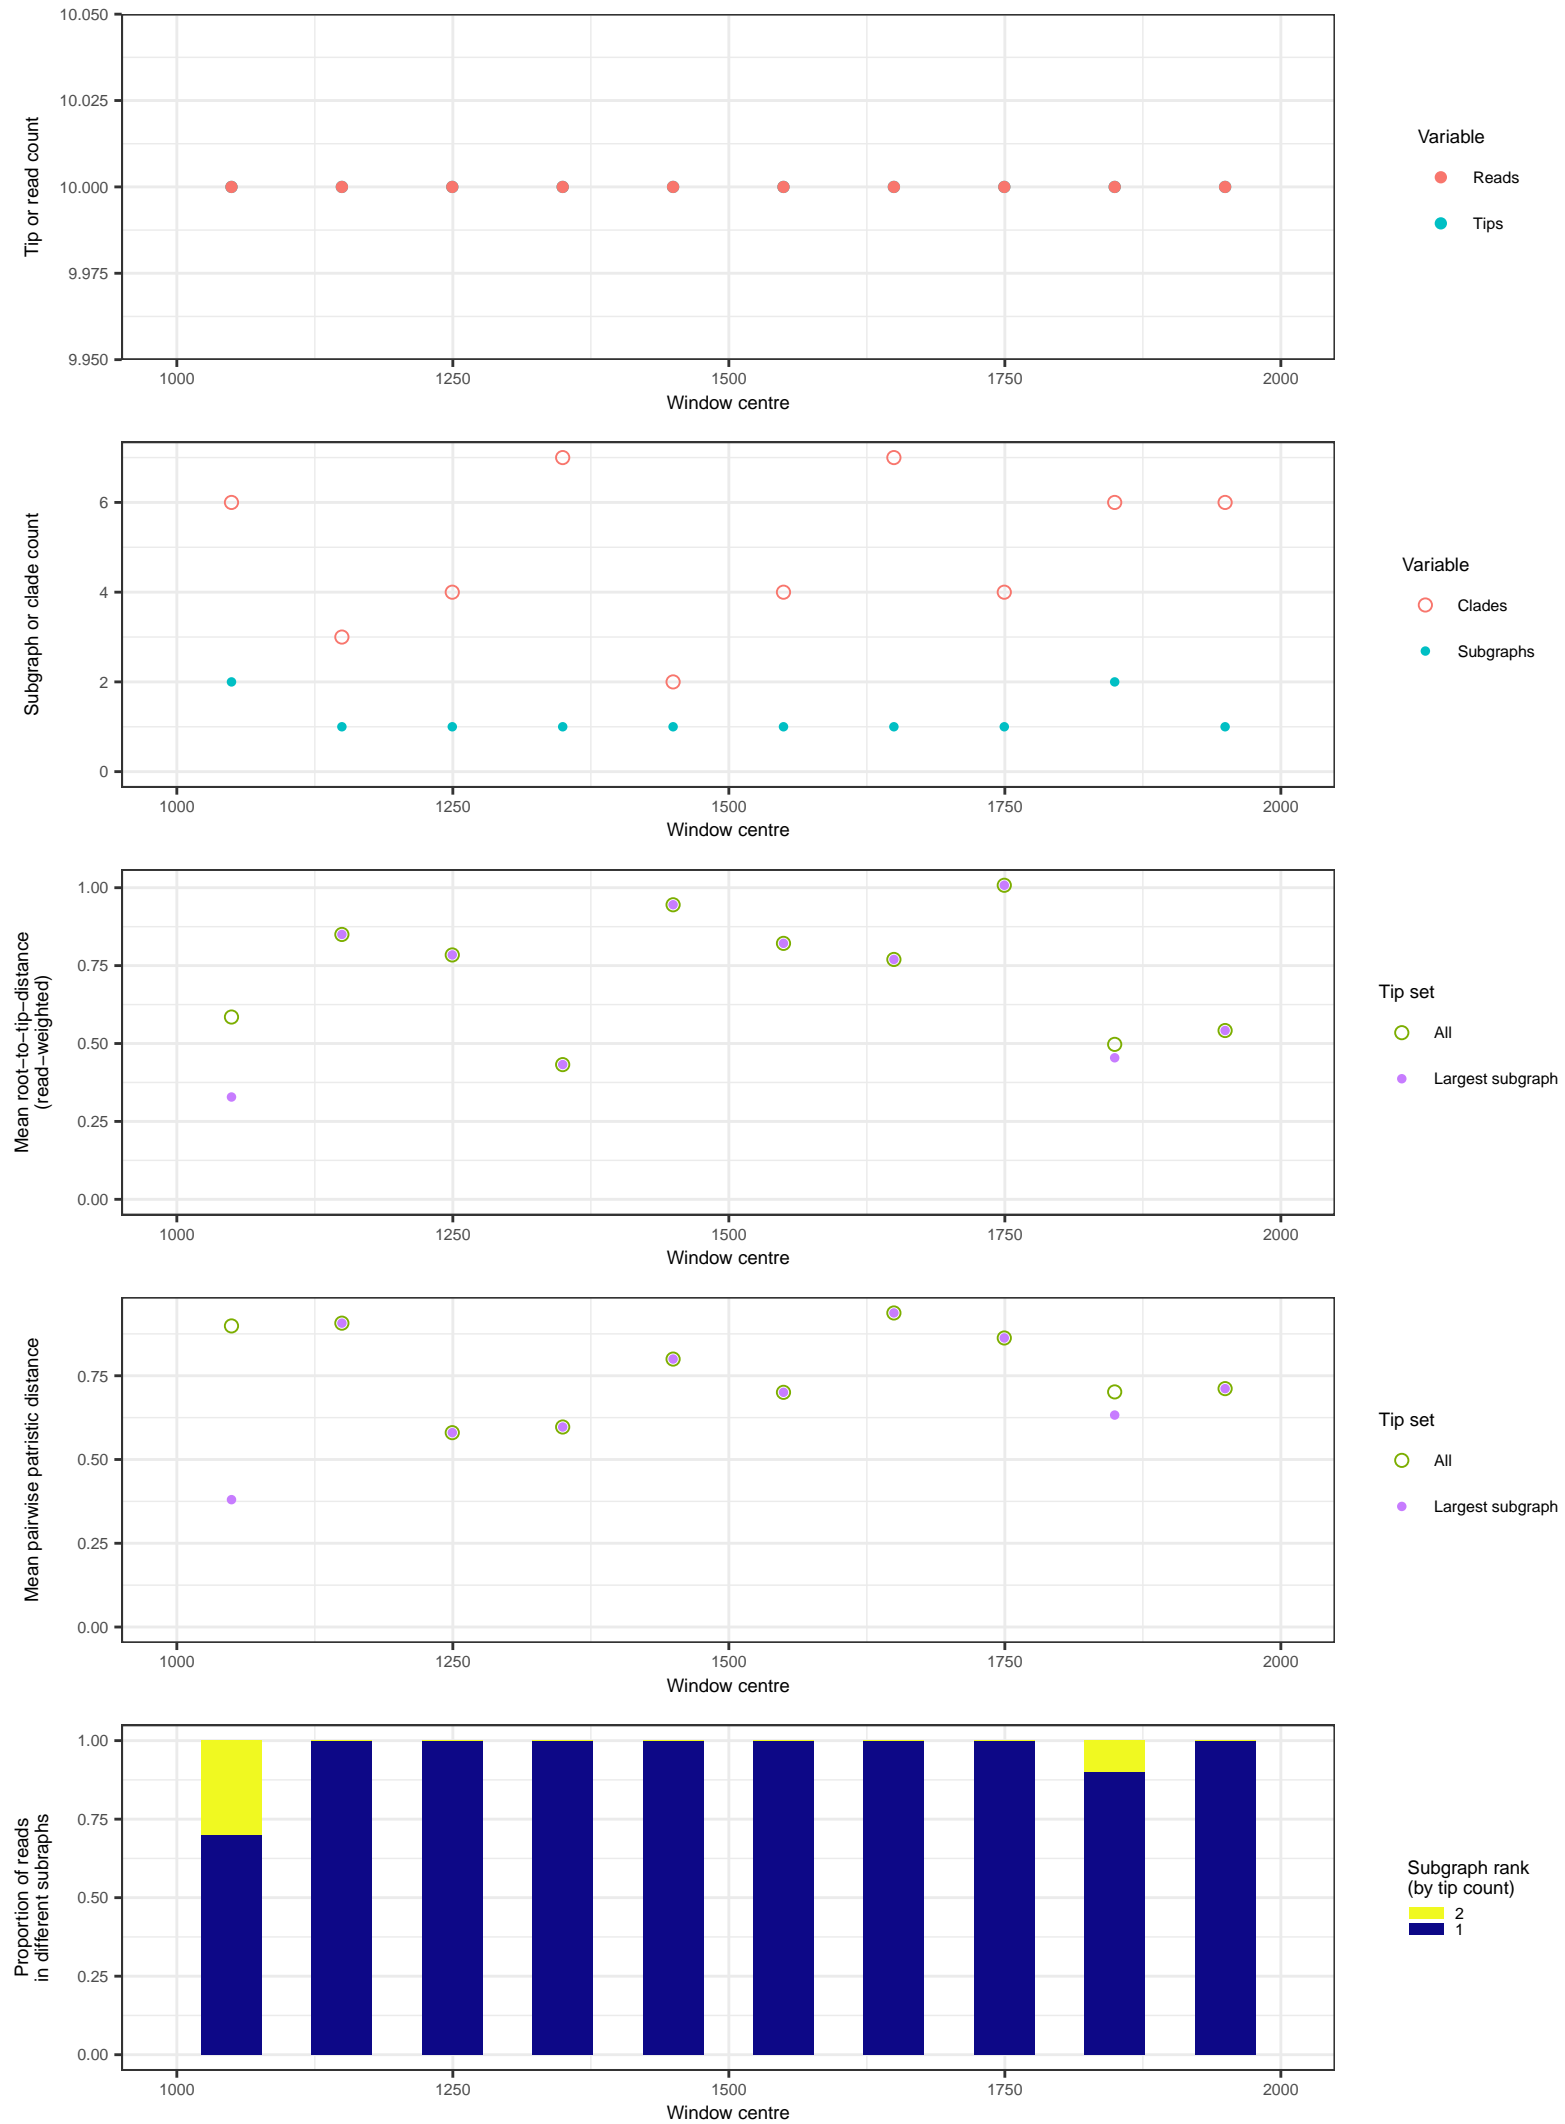 10.050
10.025
10.000
9.975
9.950
Tip or read count
1000 1250 1500 1750 2000
Window centre
Variable
Reads
Tips
6
4
2
0
Subgraph or clade count
1000 1250 1500 1750 2000
Window centre
Variable
Clades
Subgraphs
1.00
0.75
0.50
0.25
0.00
Mean root−to−tip−distance
(read−weighted)
1000 1250 1500 1750 2000
Window centre
Tip set
All
Largest subgraph
0.75
0.50
0.25
0.00
Mean pairwise patristic distance
1000 1250 1500 1750 2000
Window centre
Tip set
All
Largest subgraph
1.00
0.75
0.50
0.25
0.00
Proportion of reads
in different subraphs
1000 1250 1500 1750 2000
Window centre
Subgraph rank
(by tip count)
2
1